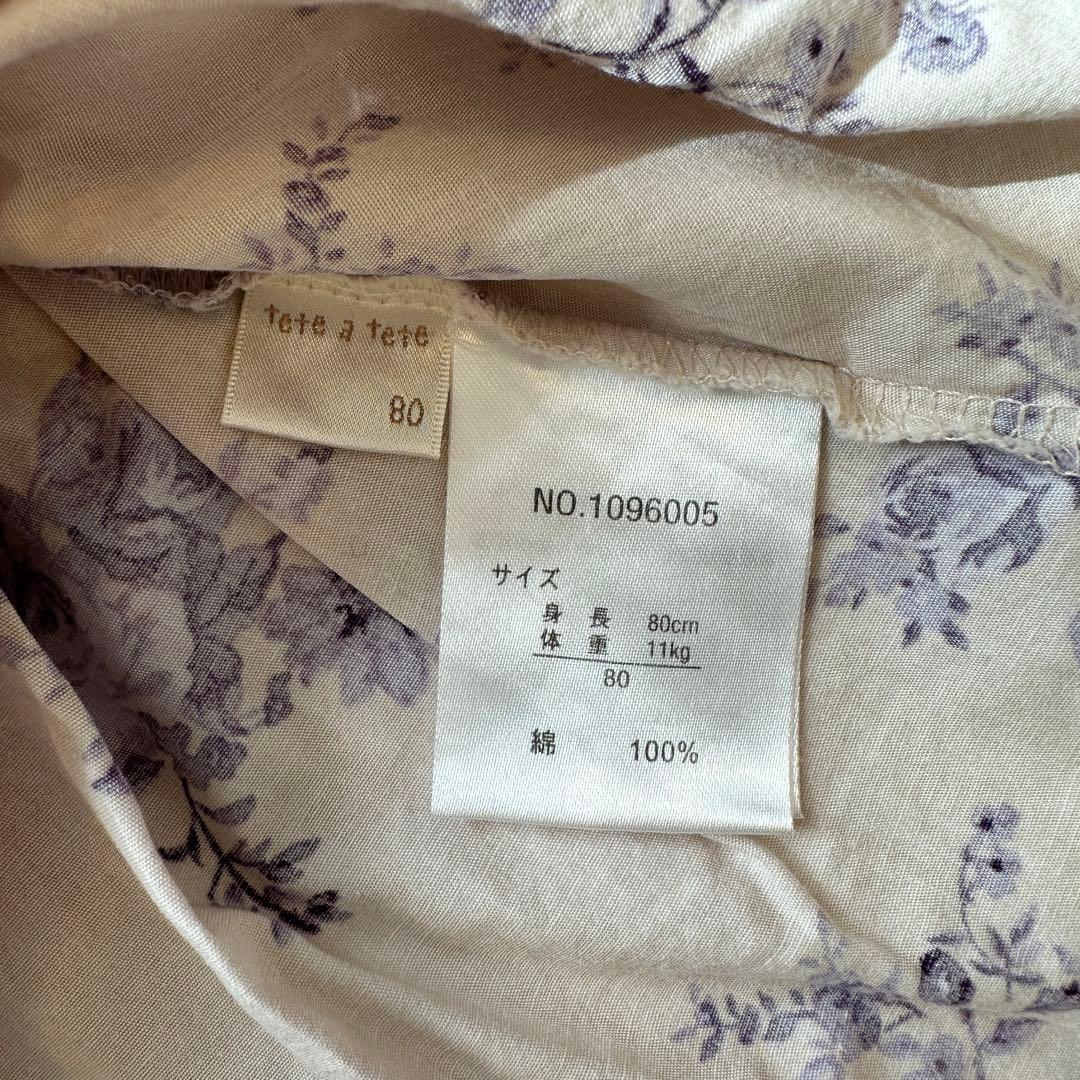 tete a tete
80
NO.1096005
サイズ
身 長 80cm
体 重 11kg
80
綿 100%